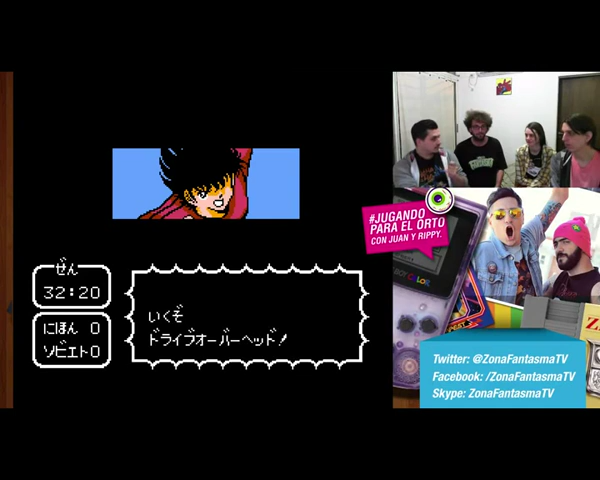 ぜん
32:20
にほん 0
ソビエト0
いくぞ
ドライブオーバーヘッド!
#JUGANDO
PARA EL ORTO
CON JUAN Y RIPPY.
BOY COLOR
Twitter: @ZonaFantasmaTV
Facebook: /ZonaFantasmaTV
Skype: ZonaFantasmaTV